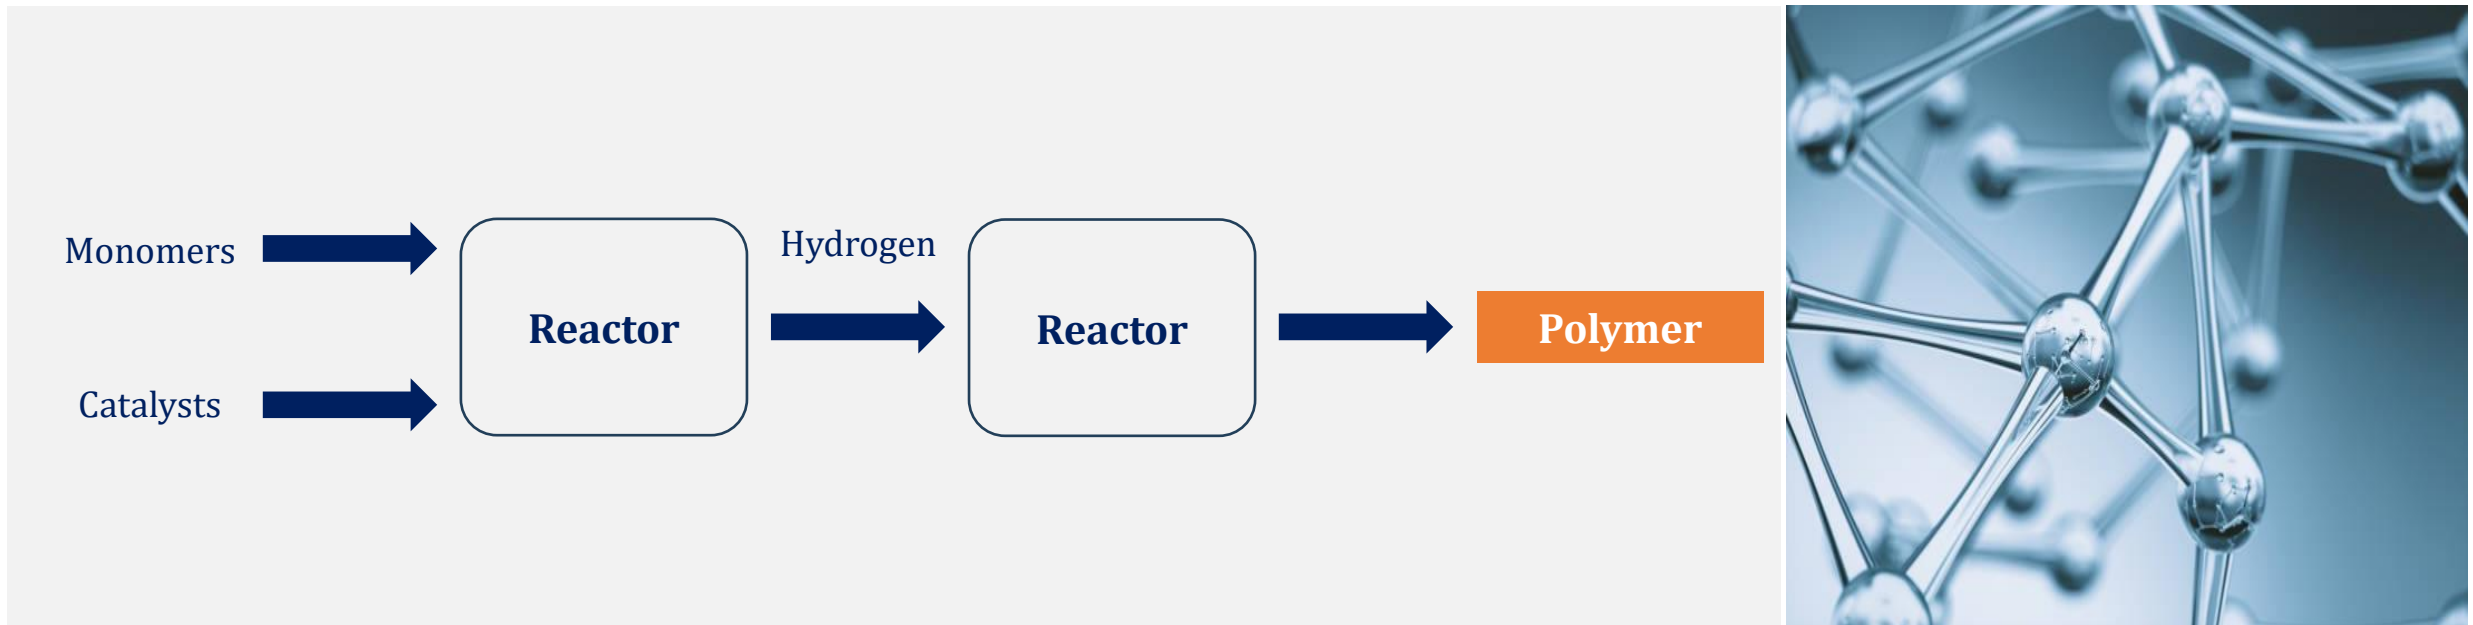 Monomers
Catalysts
Reactor
Hydrogen
Reactor
Polymer